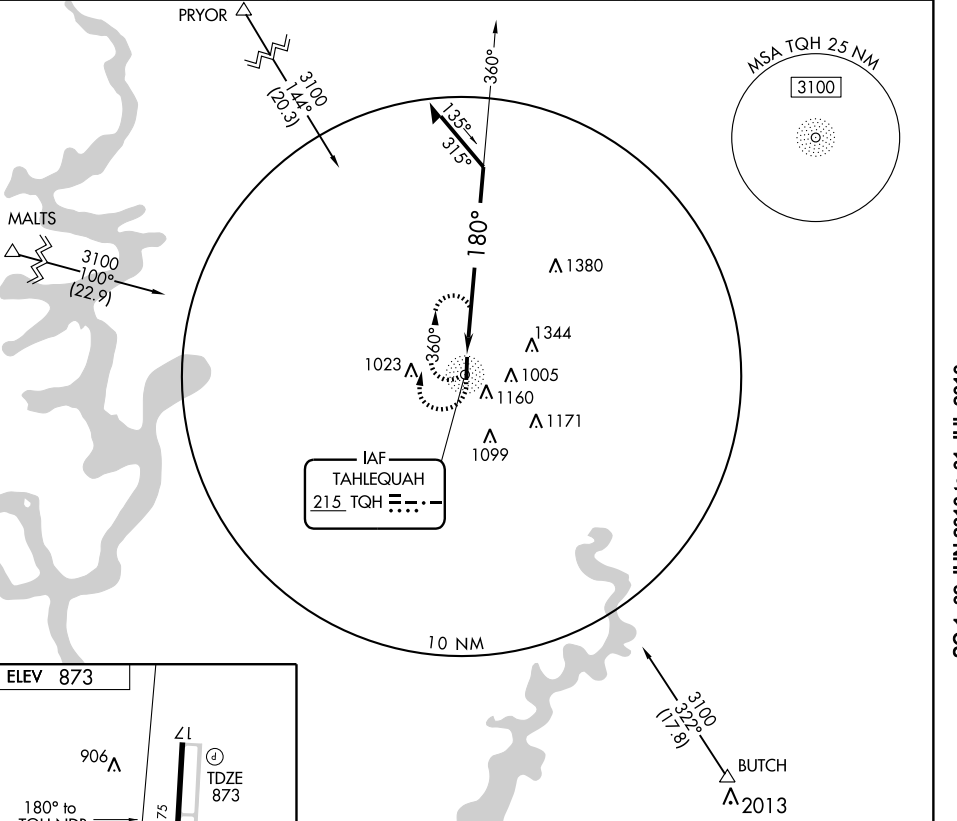 PRYOR
3100
144°
(20.3)
360°
135°
315°
MSA TQH 25 NM
3100
180°
MALTS
3100
100°
(22.9)
1380
1344
360°
1023
1005
1160
1171
1099
IAF
TAHLEQUAH
215 TQH
10 NM
3100
322°
(17.8)
BUTCH
2013
ELEV 873
906
17
P
TDZE
873
180° to
75